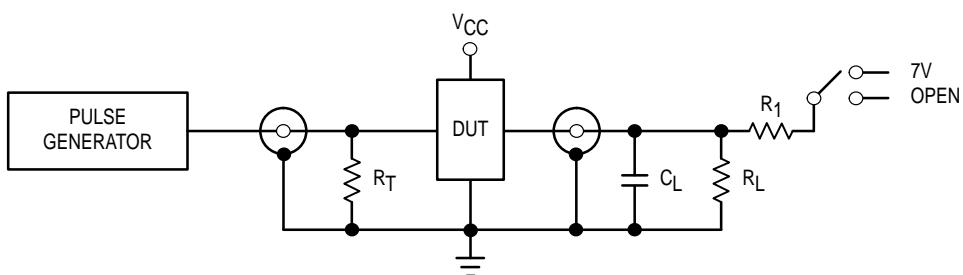 VCC
PULSE
GENERATOR
DUT
RT
CL
RL
R1
7V
OPEN